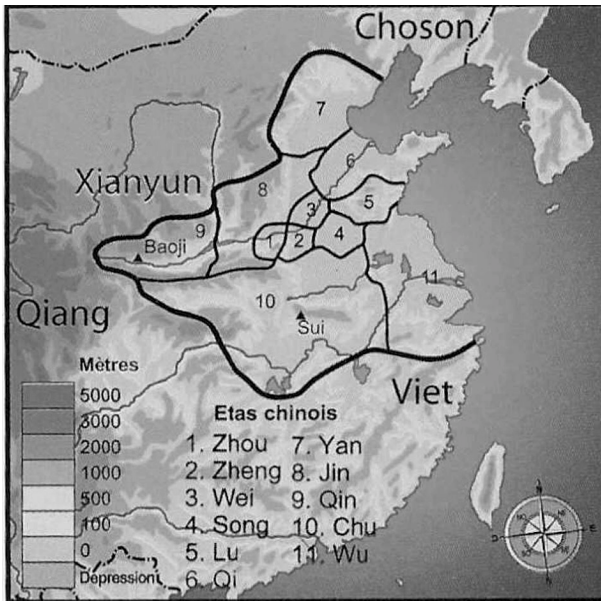 Choson
7
6
Xianyun
8
5
9
3
Baoji
1
2
4
11
10
Qiang
Sui
Mètres
Viet
5000
3000
2000
1000
500
100
0
Dépression
Etas chinois
1. Zhou 7. Yan
2. Zheng 8. Jin
3. Wei 9. Qin
4. Song 10. Chu
5. Lu 11. Wu
6. Qi